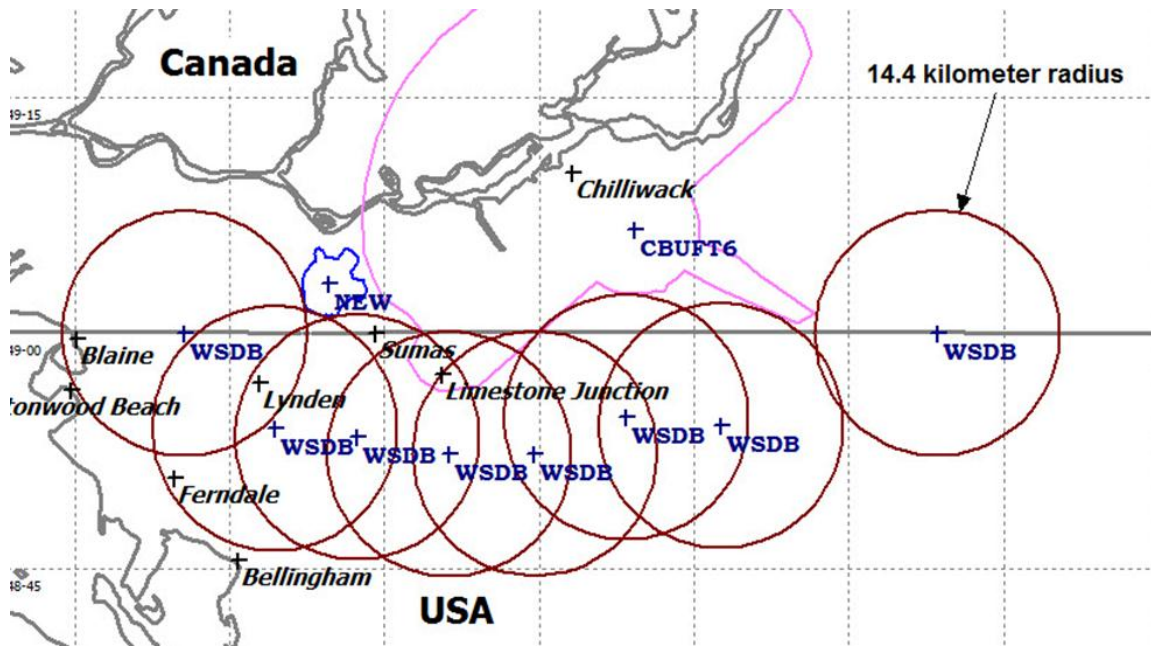 Canada
14.4 kilometer radius
49-15
Chilliwack
CBUFT6
NEW
49-00
Blaine
WSDB
Sumas
WSDB
Lynden
Limestone Junction
onwood Beach
WSDB
WSDB
WSDB
WSDB
WSDB
WSDB
Ferndale
Bellingham
48-45
USA